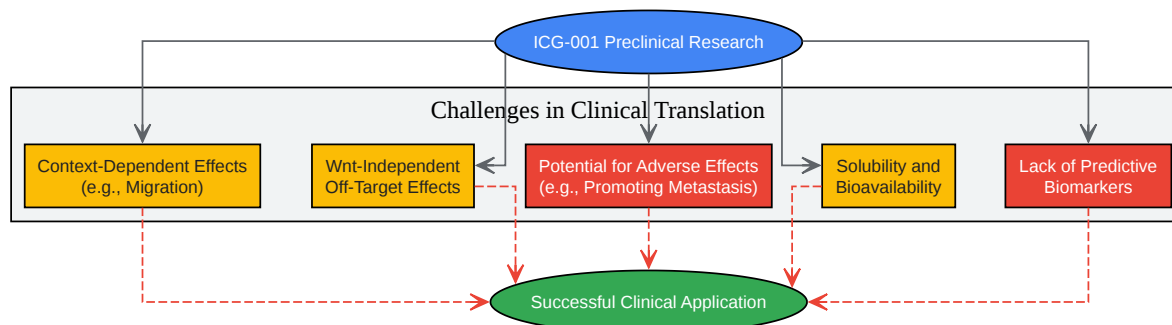 ICG-001 Preclinical Research
Challenges in Clinical Translation
Context-Dependent Effects
(e.g., Migration)
Wnt-Independent
Off-Target Effects
Potential for Adverse Effects
(e.g., Promoting Metastasis)
Solubility and
Bioavailability
Lack of Predictive
Biomarkers
Successful Clinical Application